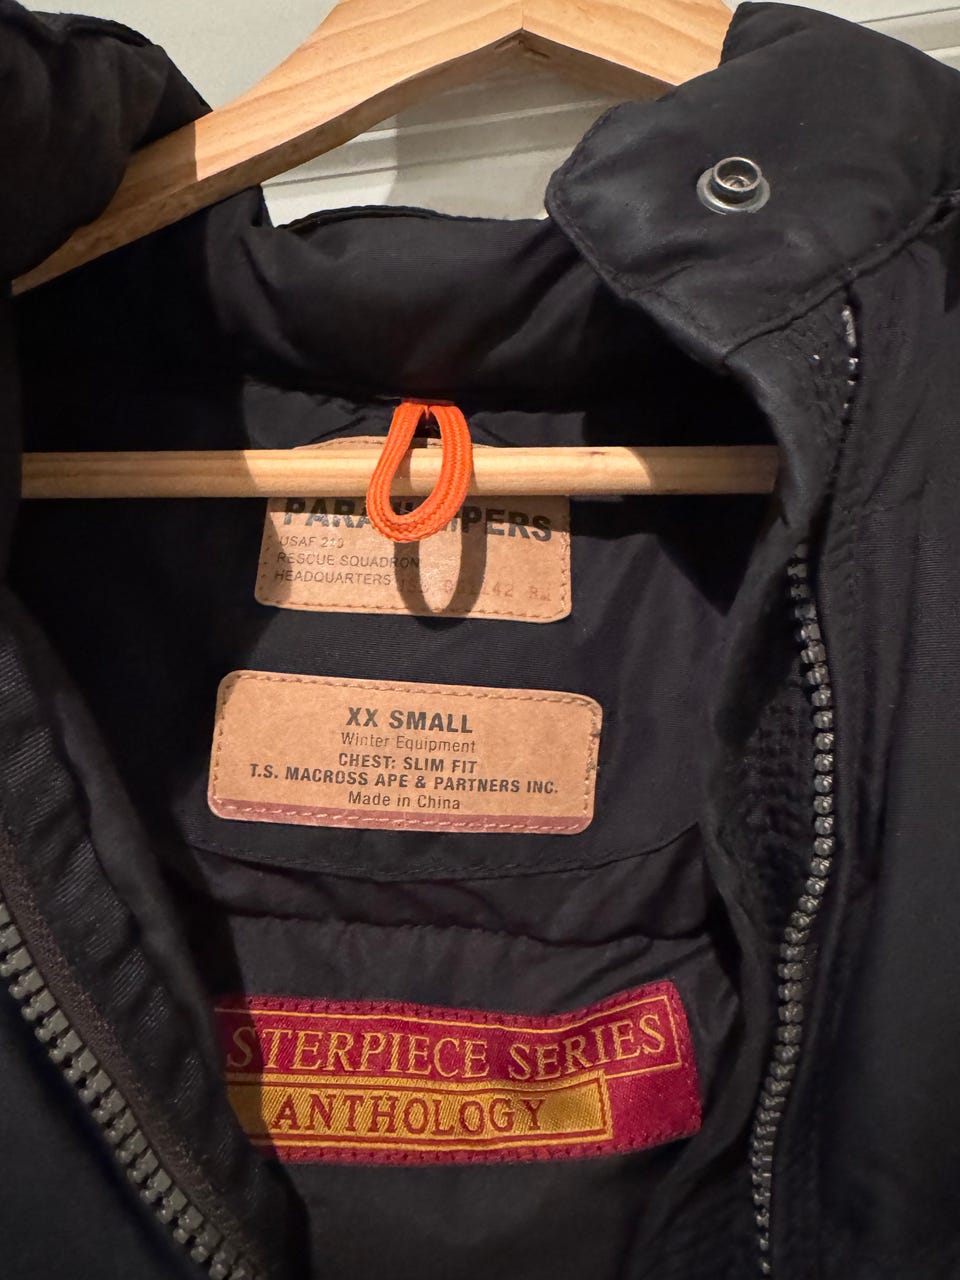 PARAJUMPERS
USAF 210
RESCUE SQUADRON
HEADQUARTERS
XX SMALL
Winter Equipment
CHEST: SLIM FIT
T.S. MACROSS APE & PARTNERS INC.
Made in China
STERPIECE SERIES
ANTHOLOGY